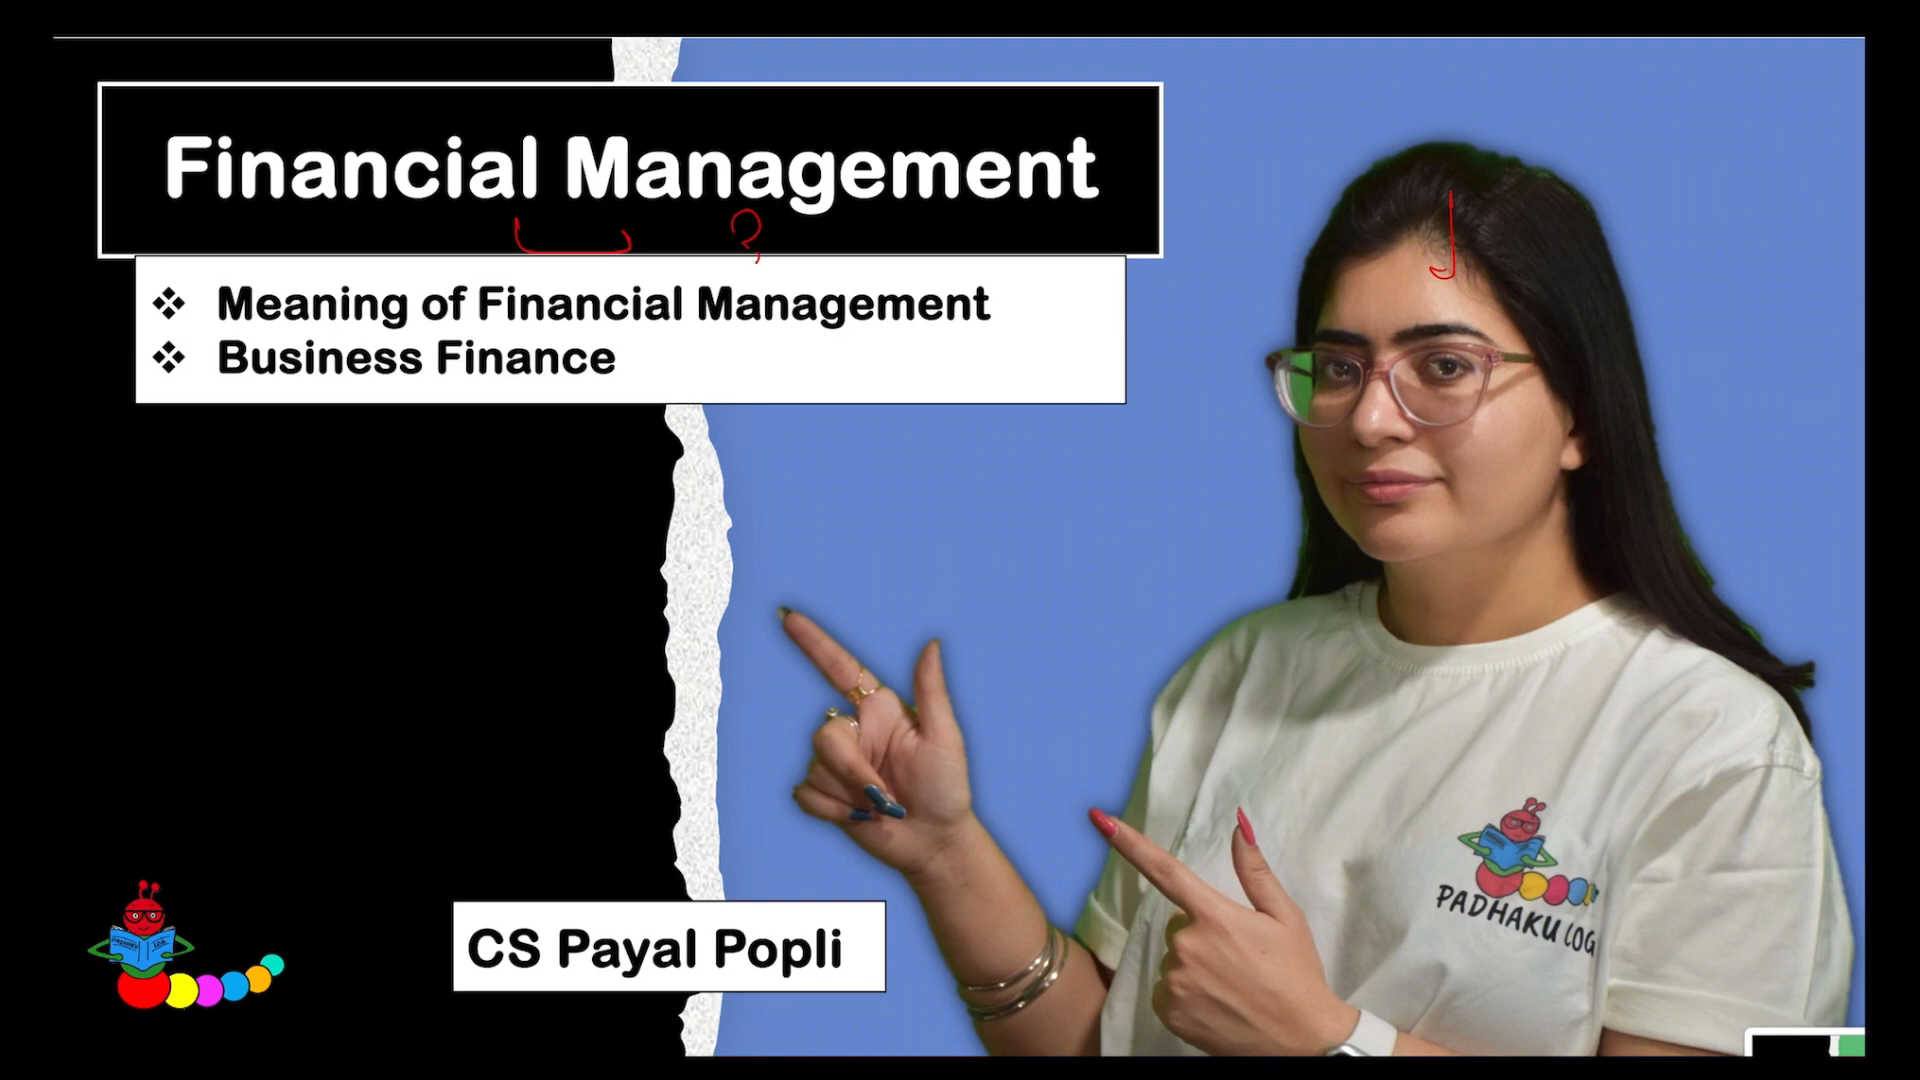 Financial Management
?
Meaning of Financial Management
Business Finance
PADHAKU LOG
CS Payal Popli